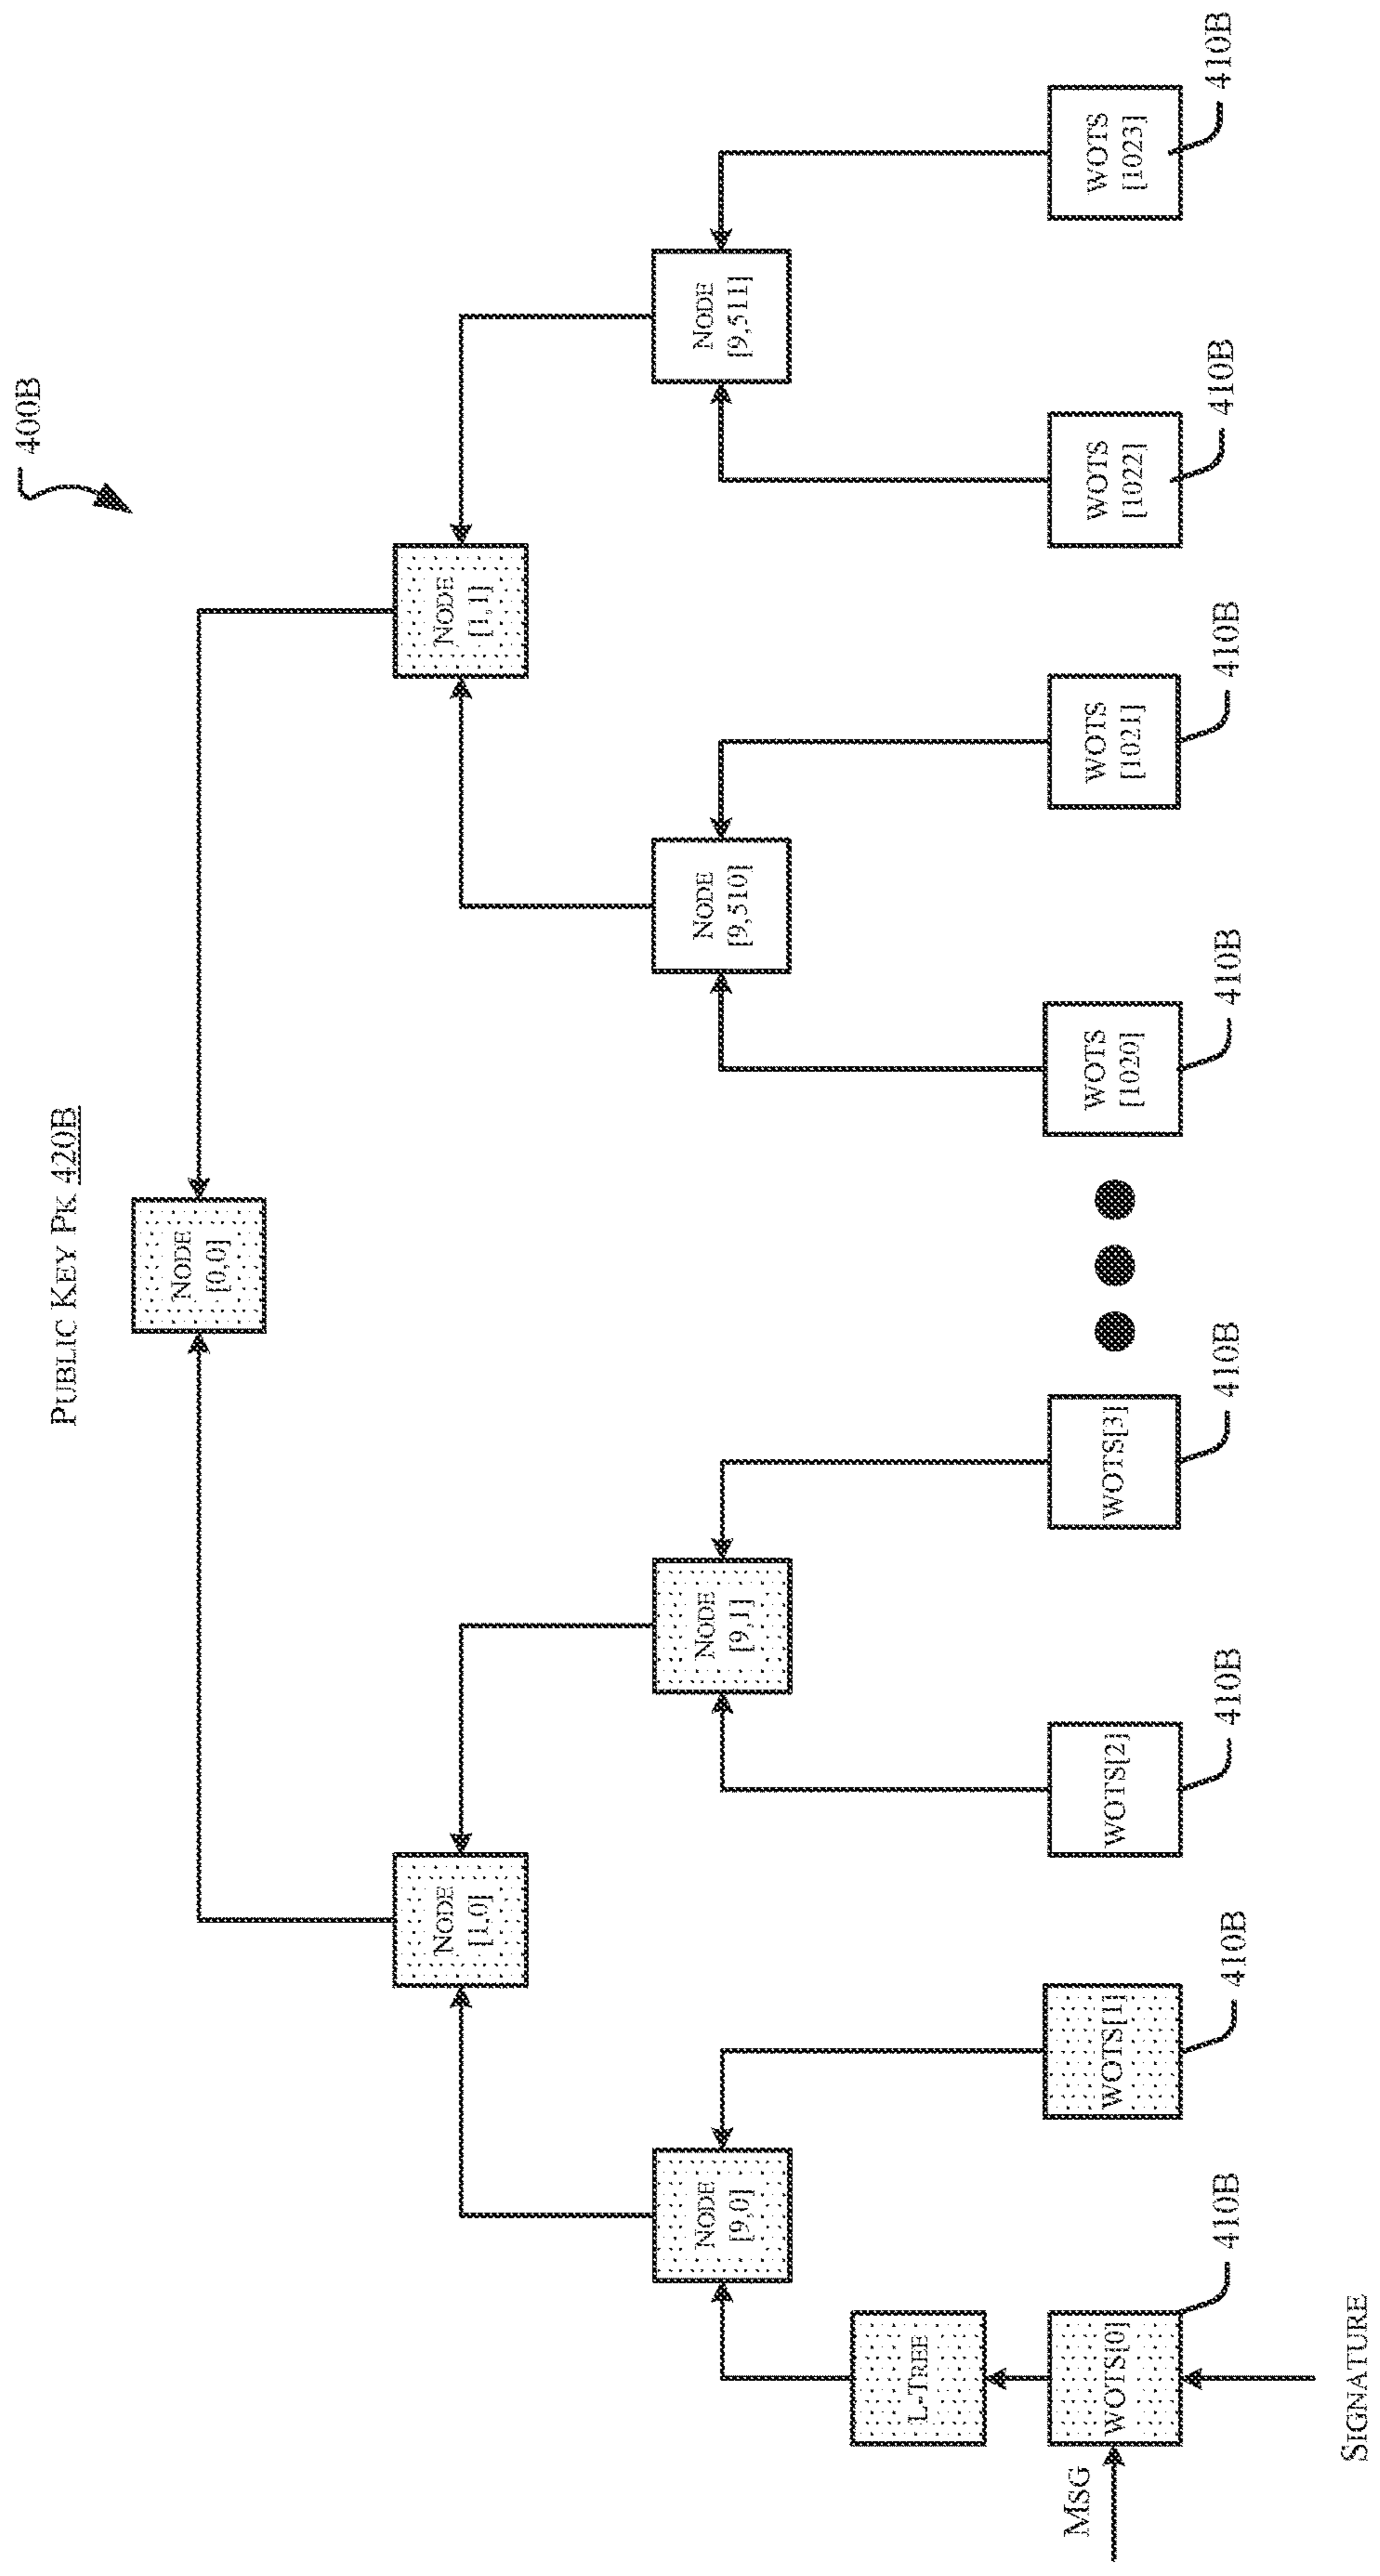 400B
PUBLIC KEY PK 420B
NODE
[0,0]
NODE
[1,0]
NODE
[1,1]
NODE
[9,0]
NODE
[9,1]
NODE
[9,510]
NODE
[9,511]
L-TREE
MSG
WOTS[0]
WOTS[1]
WOTS[2]
WOTS[3]
WOTS
[1020]
WOTS
[1021]
WOTS
[1022]
WOTS
[1023]
410B
410B
410B
410B
410B
410B
410B
410B
SIGNATURE